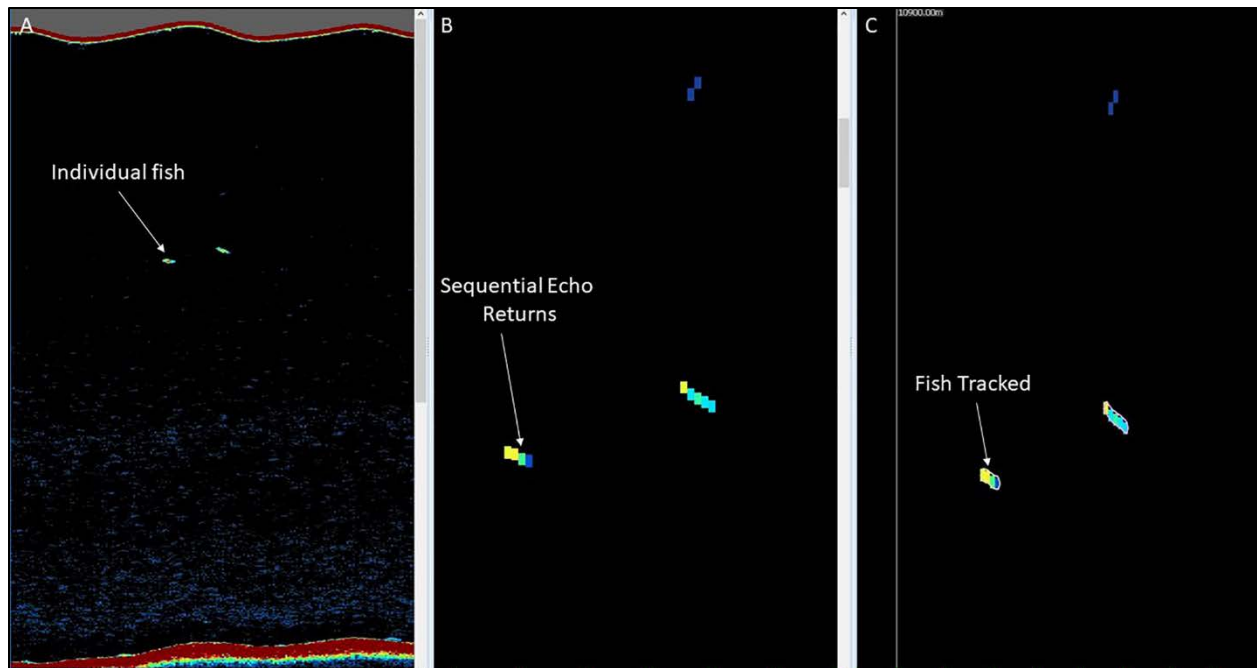 A
B
C
10900.00m
Individual fish
Sequential Echo
Returns
Fish Tracked